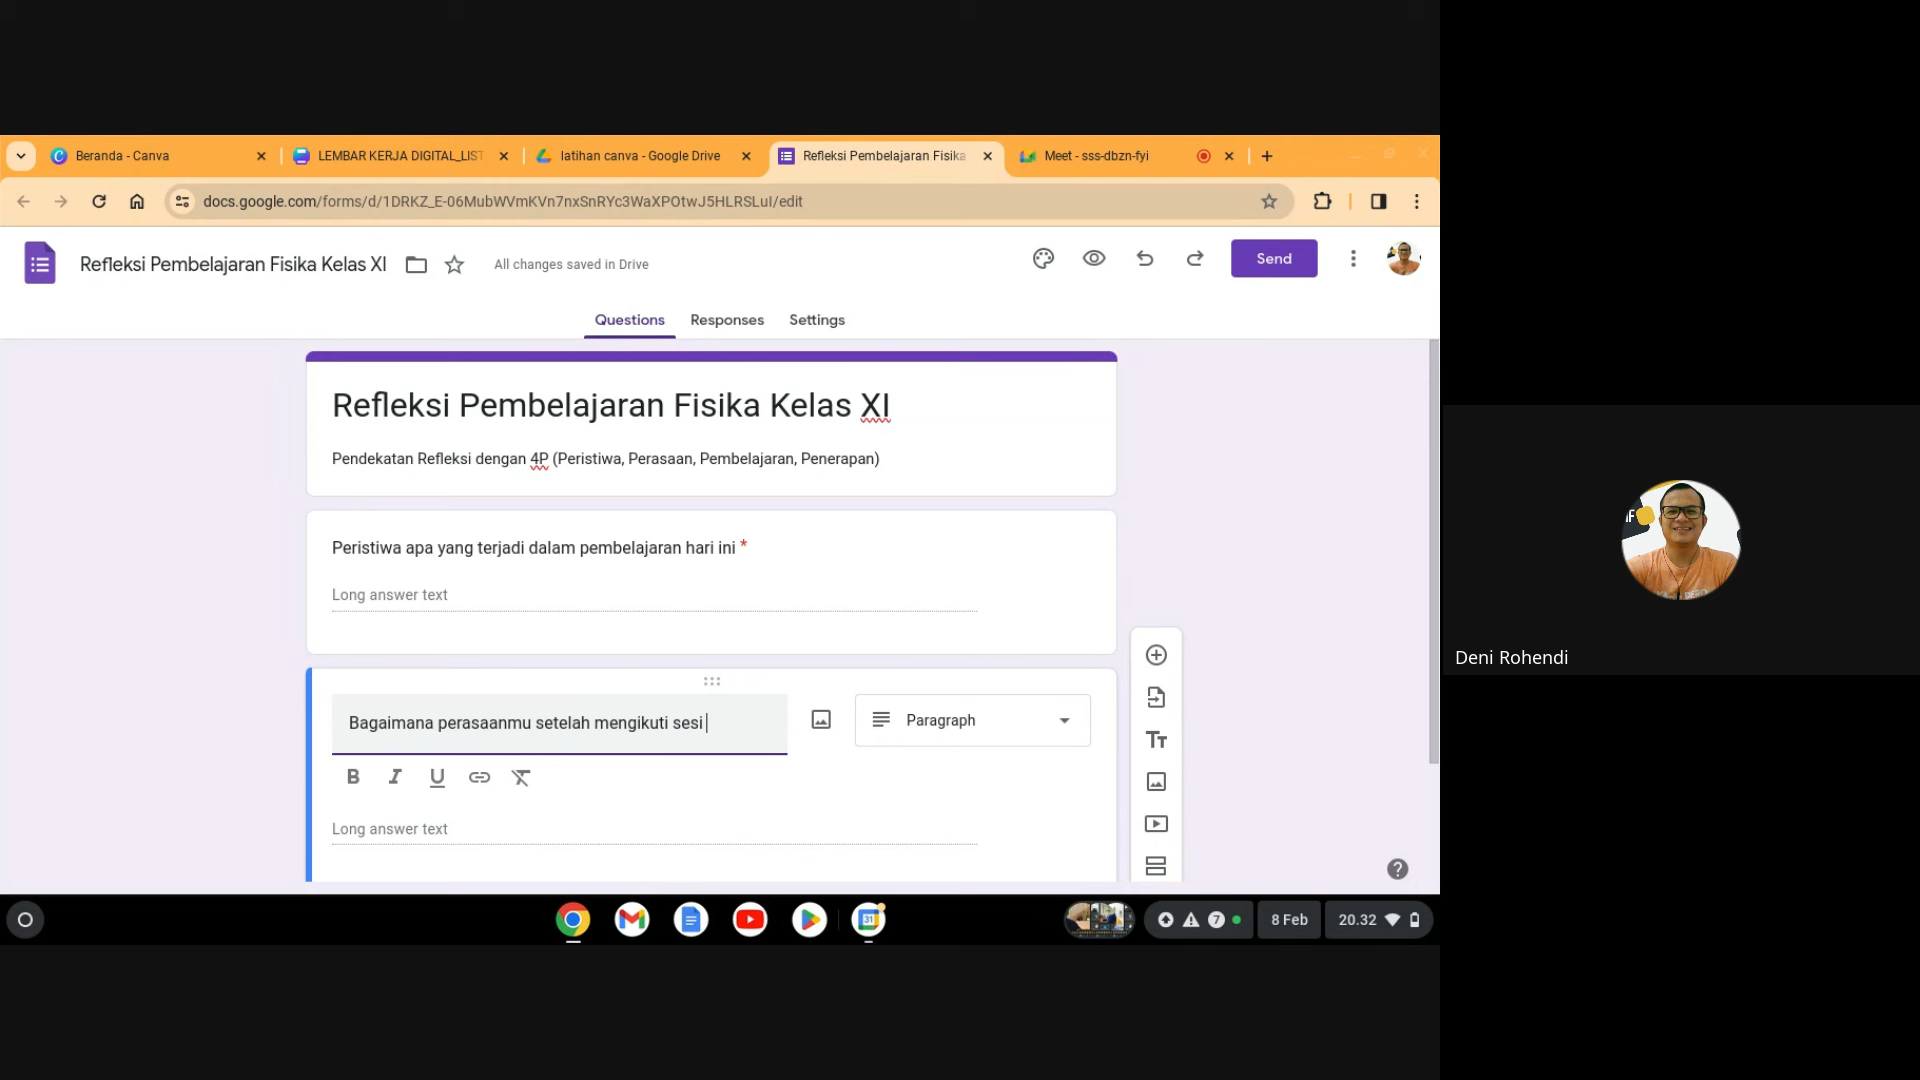 Beranda - Canva
LEMBAR KERJA DIGITAL_LIST
latihan canva - Google Drive
Refleksi Pembelajaran Fisika
Meet - sss-dbzn-fyi
docs.google.com/forms/d/1DRKZ_E-06MubWVmKVn7nxSnRYc3WaXPOtwJ5HLRSLuI/edit
Refleksi Pembelajaran Fisika Kelas XI
All changes saved in Drive
Send
Questions
Responses
Settings
Refleksi Pembelajaran Fisika Kelas XI
Pendekatan Refleksi dengan 4P (Peristiwa, Perasaan, Pembelajaran, Penerapan)
Peristiwa apa yang terjadi dalam pembelajaran hari ini *
Long answer text
Bagaimana perasaanmu setelah mengikuti sesi
Paragraph
B I U
TT
Long answer text
Deni Rohendi
31
7
8 Feb
20.32